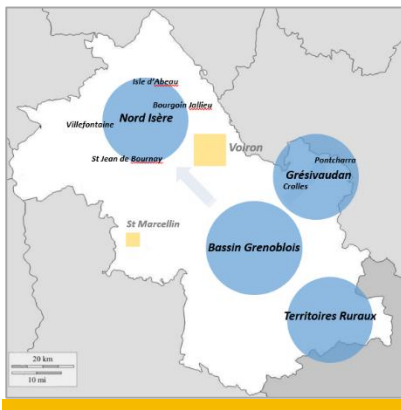 Isle d'Abeau
Bourgoin Jallieu
Nord Isère
Villefontaine
St Jean de Bournay
Voiron
Pontcharra
Grésivaudan
Crolles
St Marcellin
Bassin Grenoblois
Territoires Ruraux
20 km
10 mi